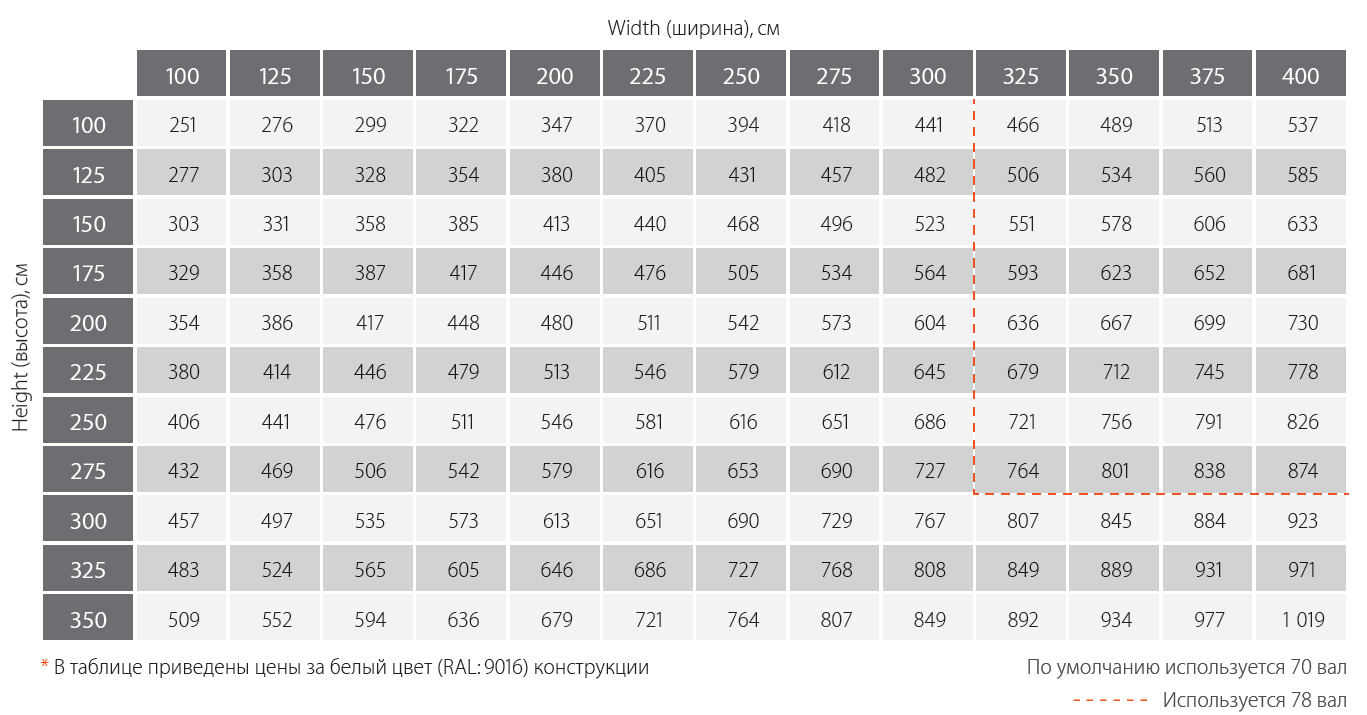 Width (ширина), см
100 125 150 175 200 225 250 275 300 325 350 375 400
Height (высота), см
100 251 276 299 322 347 370 394 418 441 466 489 513 537
125 277 303 328 354 380 405 431 457 482 506 534 560 585
150 303 331 358 385 413 440 468 496 523 551 578 606 633
175 329 358 387 417 446 476 505 534 564 593 623 652 681
200 354 386 417 448 480 511 542 573 604 636 667 699 730
225 380 414 446 479 513 546 579 612 645 679 712 745 778
250 406 441 476 511 546 581 616 651 686 721 756 791 826
275 432 469 506 542 579 616 653 690 727 764 801 838 874
300 457 497 535 573 613 651 690 729 767 807 845 884 923
325 483 524 565 605 646 686 727 768 808 849 889 931 971
350 509 552 594 636 679 721 764 807 849 892 934 977 1 019
* В таблице приведены цены за белый цвет (RAL: 9016) конструкции
По умолчанию используется 70 вал
Используется 78 вал